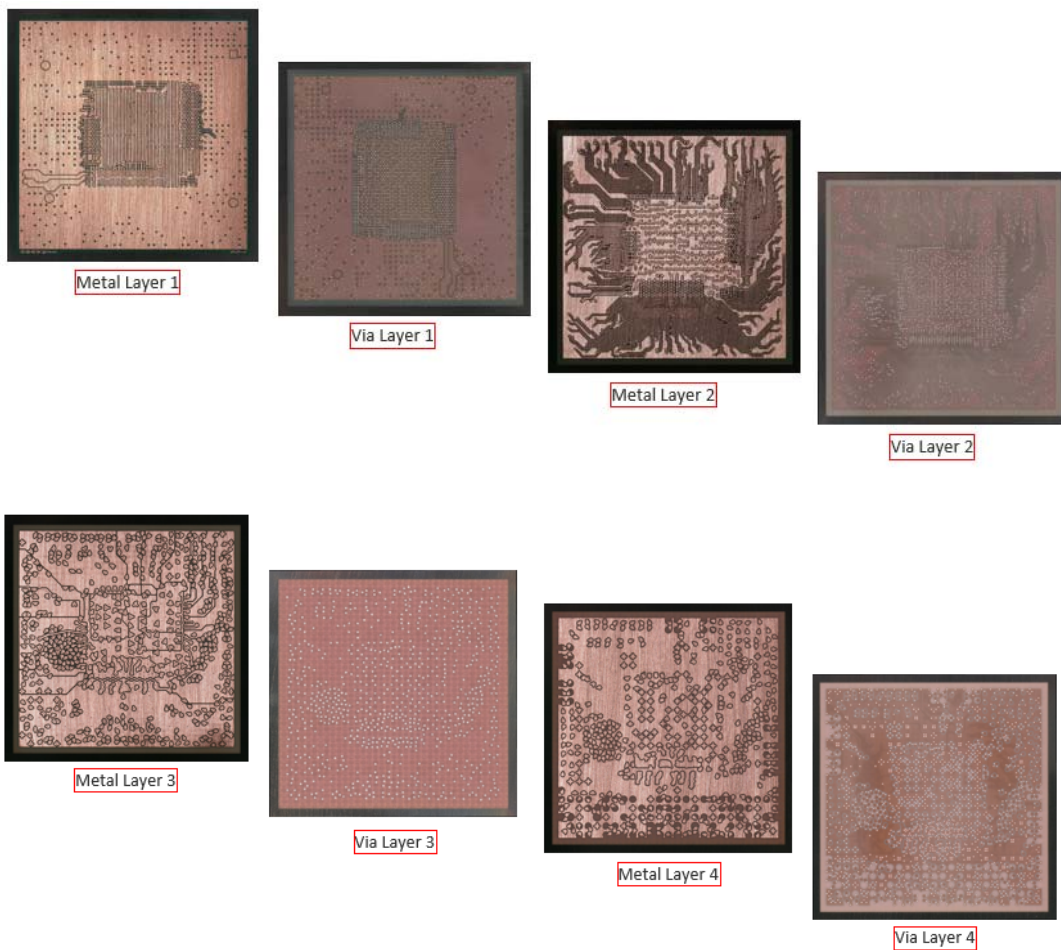 Metal Layer 1
Via Layer 1
Metal Layer 2
Via Layer 2
Metal Layer 3
Via Layer 3
Metal Layer 4
Via Layer 4